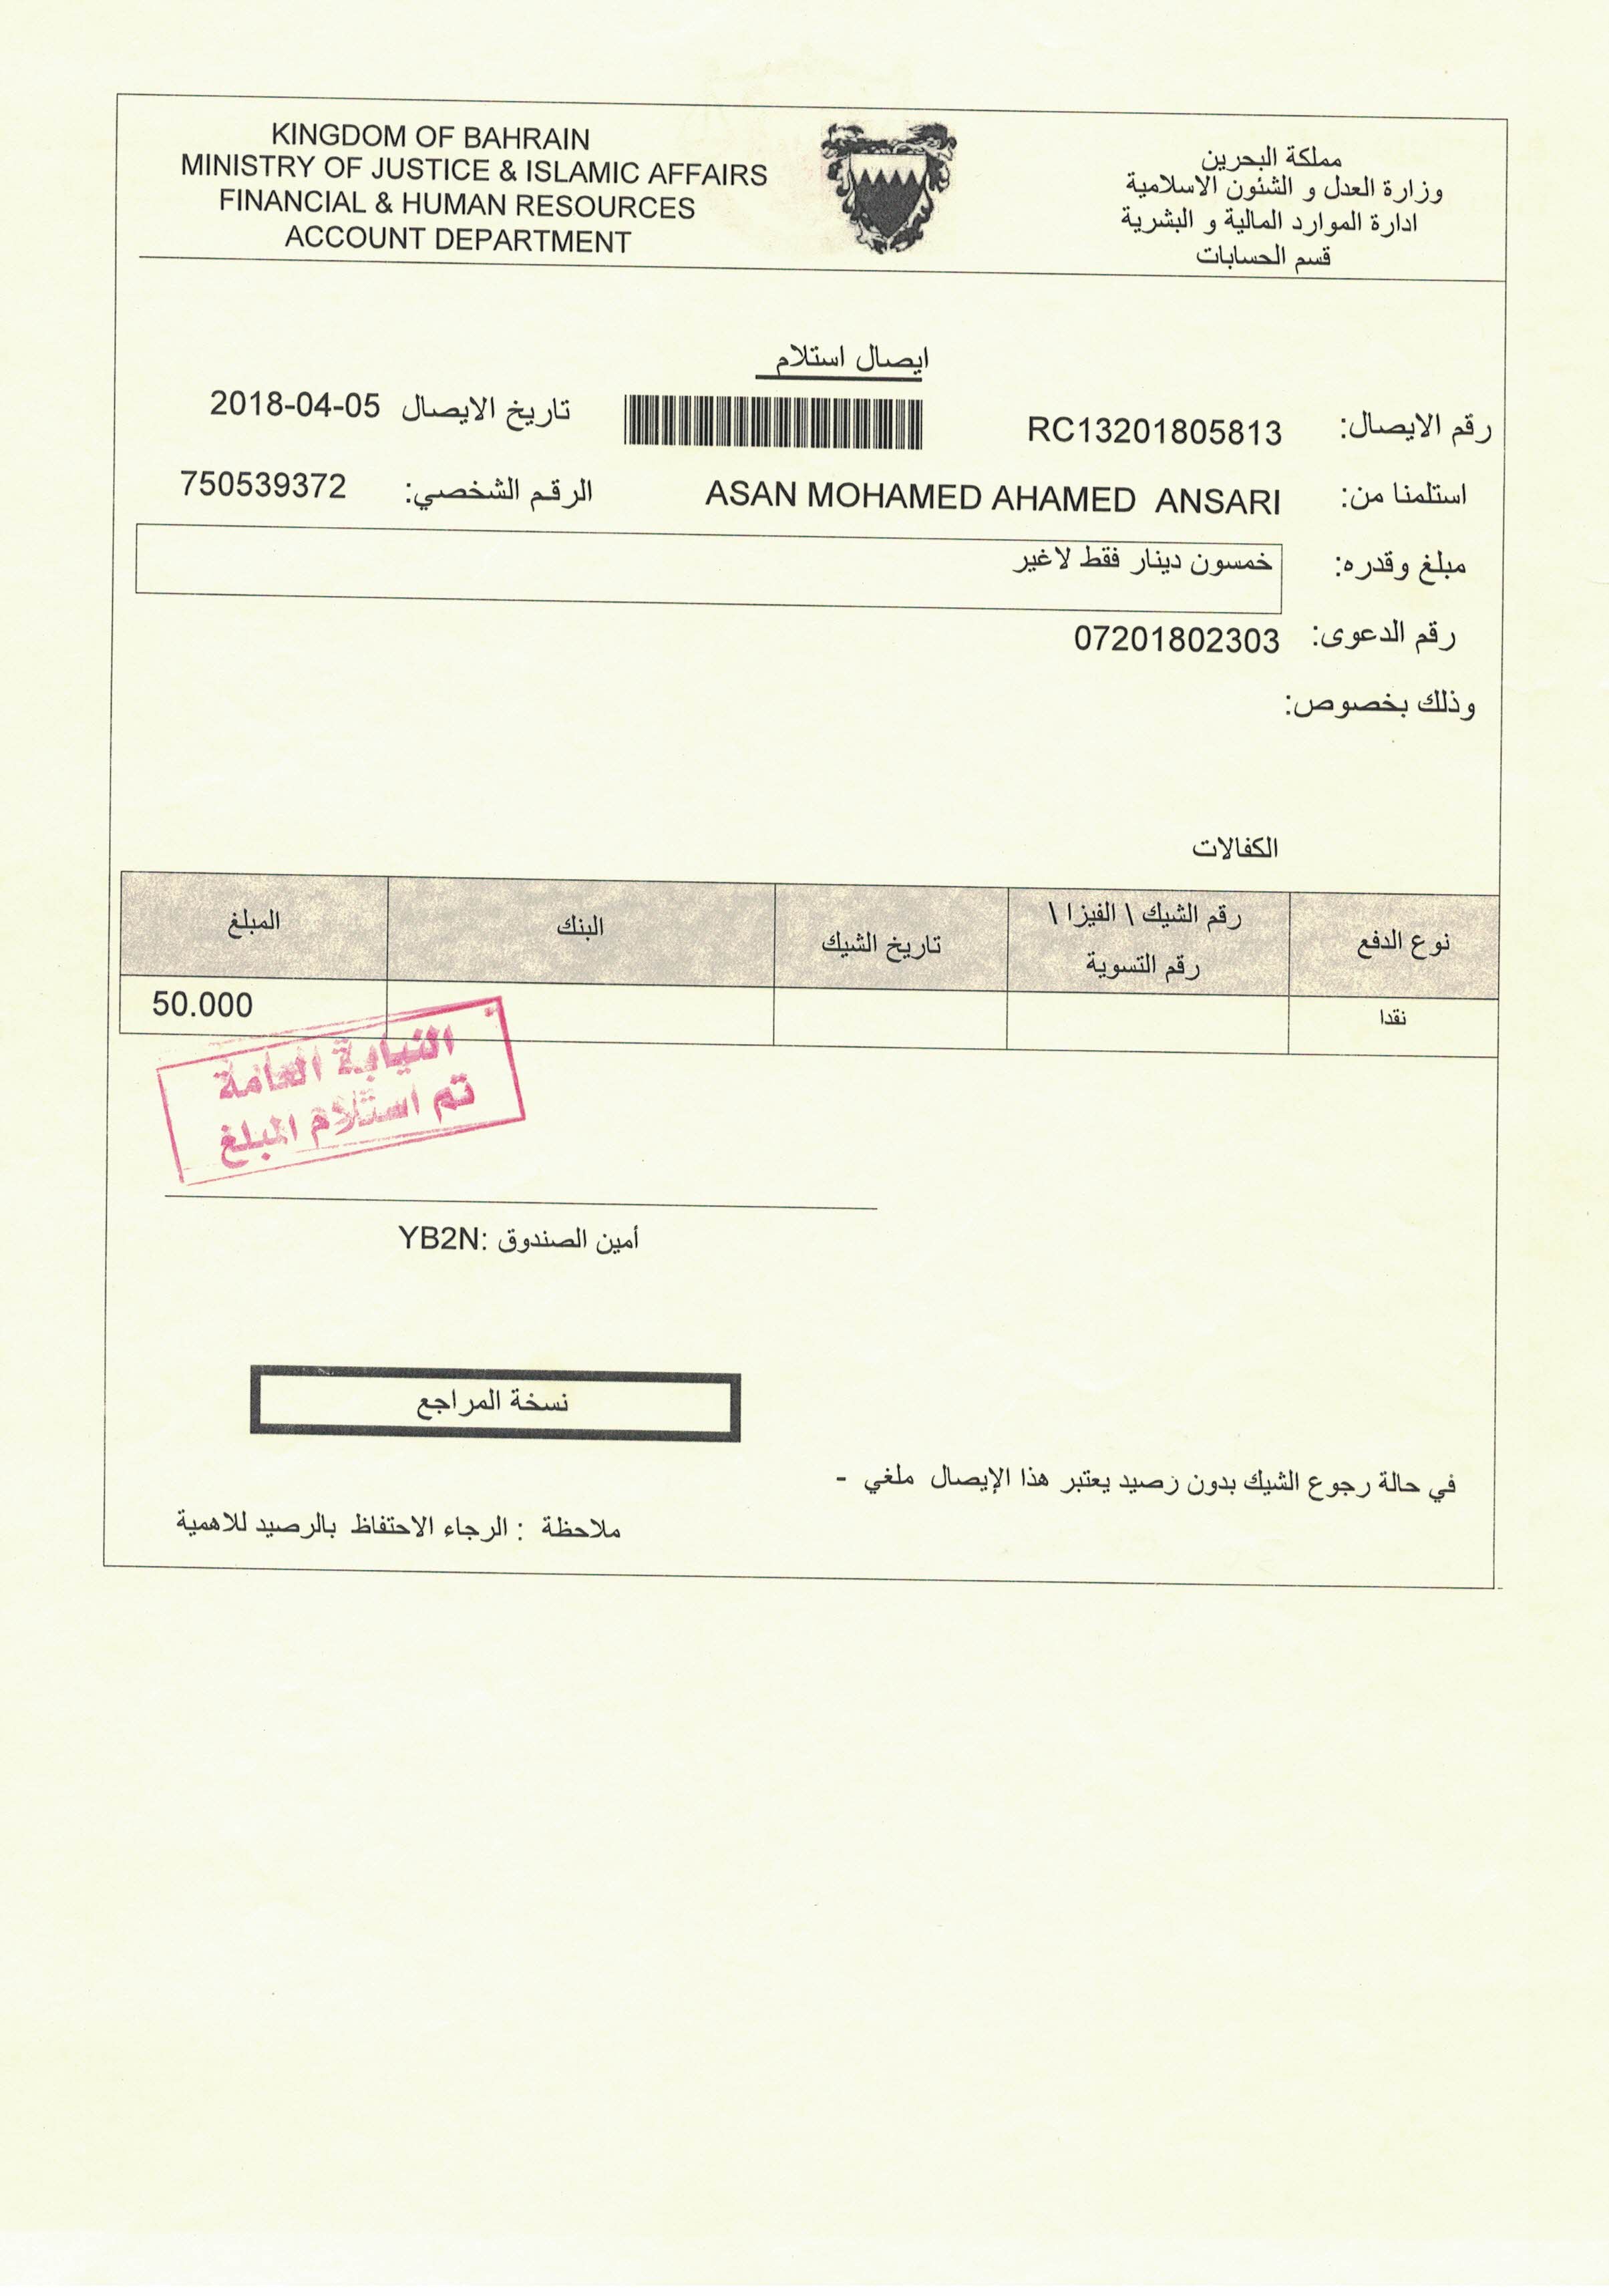 KINGDOM OF BAHRAIN
MINISTRY OF JUSTICE & ISLAMIC AFFAIRS
FINANCIAL & HUMAN RESOURCES
ACCOUNT DEPARTMENT
مملكة البحرين
وزارة العدل و الشئون الاسلامية
ادارة الموارد المالية و البشرية
قسم الحسابات
ايصال استلام
رقم الايصال: RC13201805813 تاريخ الايصال 2018-04-05
استلمنا من: ASAN MOHAMED AHAMED ANSARI الرقم الشخصي: 750539372
مبلغ وقدره: خمسون دينار فقط لاغير
رقم الدعوى: 07201802303
وذلك بخصوص:
الكفالات
نوع الدفع رقم الشيك \ الفيزا \ رقم التسوية تاريخ الشيك البنك المبلغ
نقدا 50.000
النيابة العامة
تم استلام المبلغ
أمين الصندوق :YB2N
نسخة المراجع
في حالة رجوع الشيك بدون رصيد يعتبر هذا الإيصال ملغي -
ملاحظة : الرجاء الاحتفاظ بالرصيد للاهمية